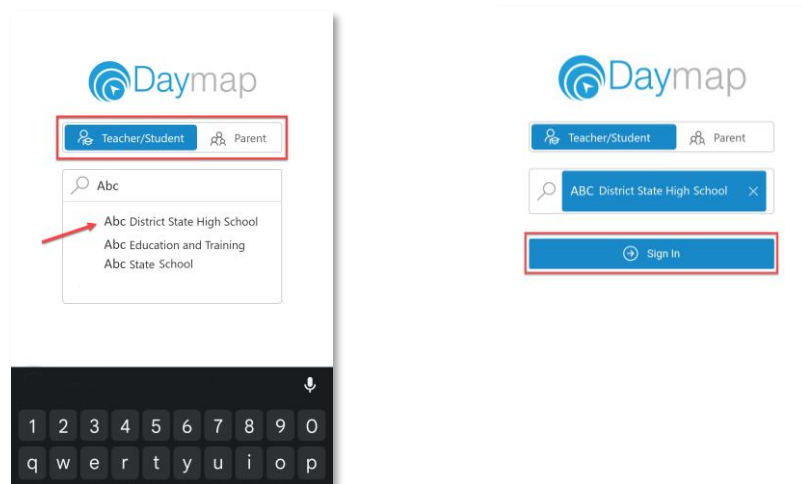 Daymap
Teacher/Student Parent
Abc
Abc District State High School
Abc Education and Training
Abc State School
1 2 3 4 5 6 7 8 9 0
q w e r t y u i o p
Daymap
Teacher/Student Parent
ABC District State High School
Sign In